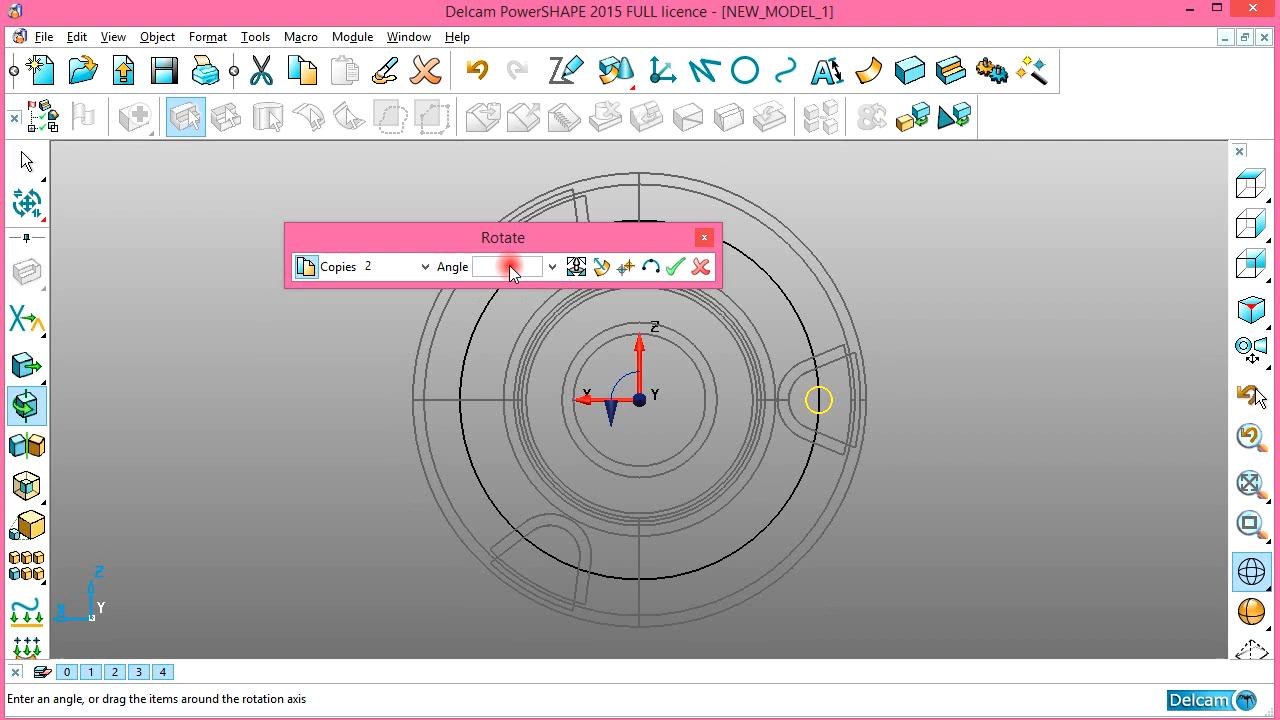 Delcam PowerSHAPE 2015 FULL licence - [NEW_MODEL_1]
File Edit View Object Format Tools Macro Module Window Help
Rotate
Copies 2 Angle
Z
X
Y
Z
X
Y
0 1 2 3 4
Enter an angle, or drag the items around the rotation axis
Delcam